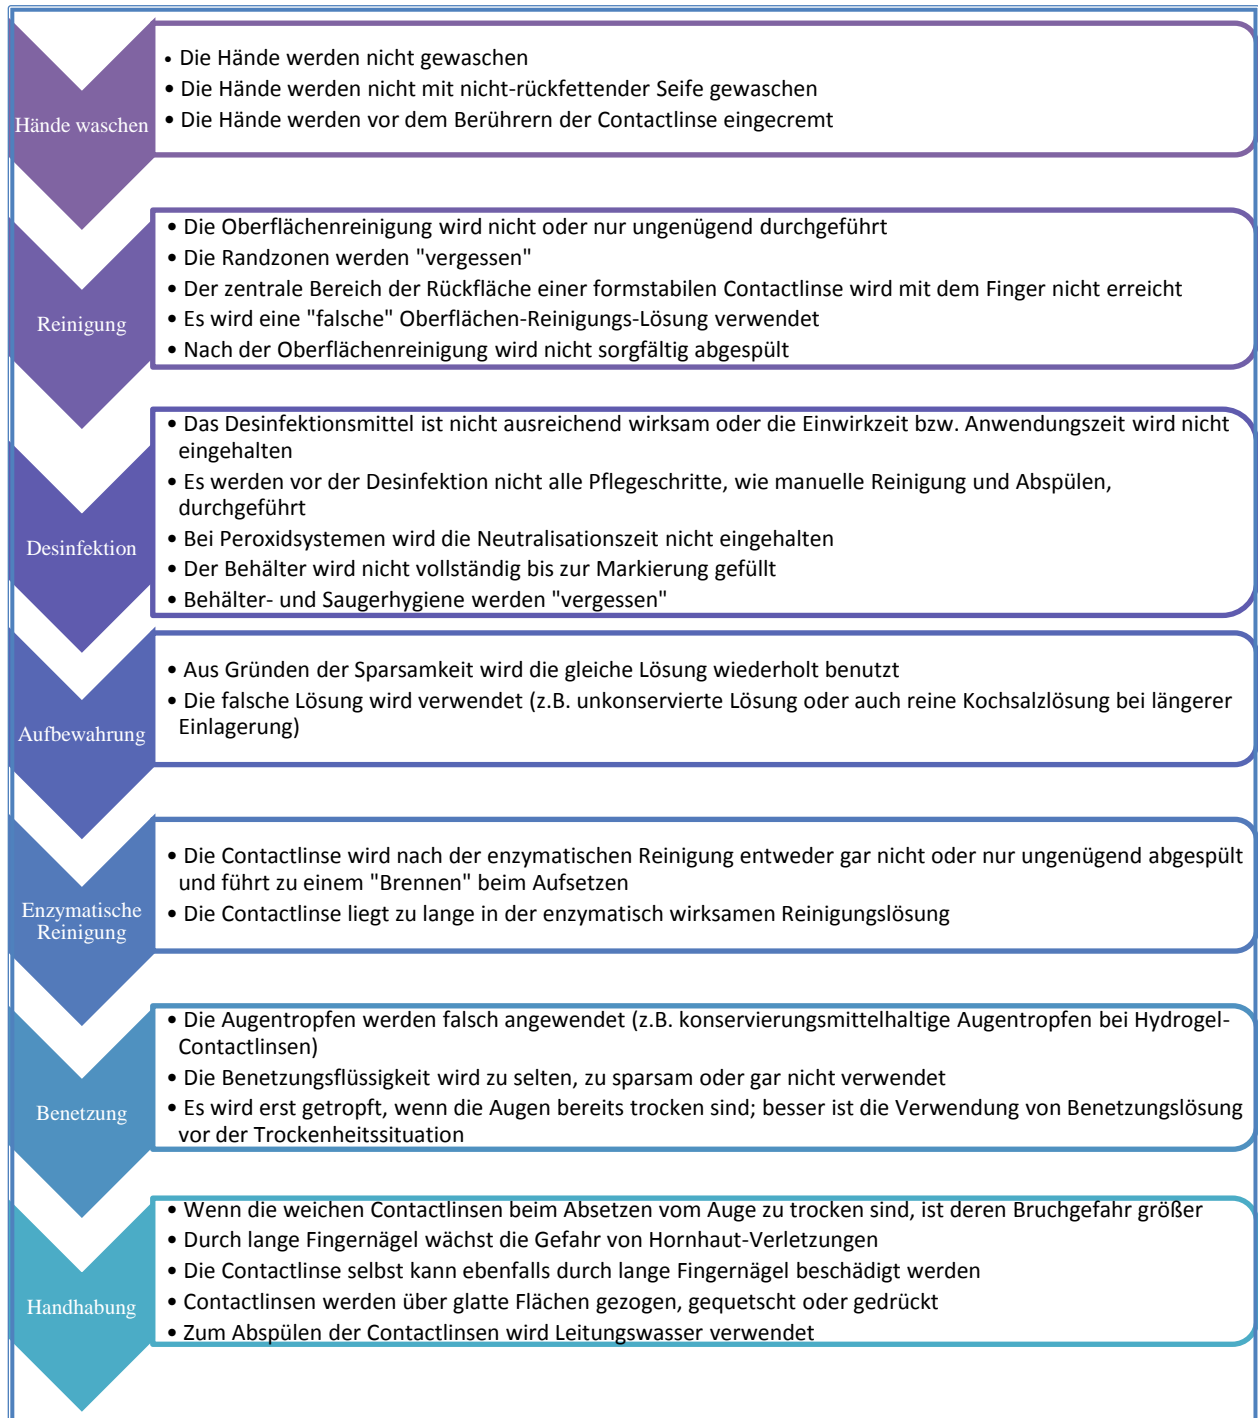 Hände waschen
• Die Hände werden nicht gewaschen
• Die Hände werden nicht mit nicht-rückfettender Seife gewaschen
• Die Hände werden vor dem Berührern der Contactlinse eingecremt
Reinigung
• Die Oberflächenreinigung wird nicht oder nur ungenügend durchgeführt
• Die Randzonen werden "vergessen"
• Der zentrale Bereich der Rückfläche einer formstabilen Contactlinse wird mit dem Finger nicht erreicht
• Es wird eine "falsche" Oberflächen-Reinigungs-Lösung verwendet
• Nach der Oberflächenreinigung wird nicht sorgfältig abgespült
Desinfektion
• Das Desinfektionsmittel ist nicht ausreichend wirksam oder die Einwirkzeit bzw. Anwendungszeit wird nicht
eingehalten
• Es werden vor der Desinfektion nicht alle Pflegeschritte, wie manuelle Reinigung und Abspülen,
durchgeführt
• Bei Peroxidsystemen wird die Neutralisationszeit nicht eingehalten
• Der Behälter wird nicht vollständig bis zur Markierung gefüllt
• Behälter- und Saugerhygiene werden "vergessen"
Aufbewahrung
• Aus Gründen der Sparsamkeit wird die gleiche Lösung wiederholt benutzt
• Die falsche Lösung wird verwendet (z.B. unkonservierte Lösung oder auch reine Kochsalzlösung bei längerer
Einlagerung)
Enzymatische
Reinigung
• Die Contactlinse wird nach der enzymatischen Reinigung entweder gar nicht oder nur ungenügend abgespült
und führt zu einem "Brennen" beim Aufsetzen
• Die Contactlinse liegt zu lange in der enzymatisch wirksamen Reinigungslösung
Benetzung
• Die Augentropfen werden falsch angewendet (z.B. konservierungsmittelhaltige Augentropfen bei Hydrogel-
Contactlinsen)
• Die Benetzungsflüssigkeit wird zu selten, zu sparsam oder gar nicht verwendet
• Es wird erst getropft, wenn die Augen bereits trocken sind; besser ist die Verwendung von Benetzungslösung
vor der Trockenheitssituation
Handhabung
• Wenn die weichen Contactlinsen beim Absetzen vom Auge zu trocken sind, ist deren Bruchgefahr größer
• Durch lange Fingernägel wächst die Gefahr von Hornhaut-Verletzungen
• Die Contactlinse selbst kann ebenfalls durch lange Fingernägel beschädigt werden
• Contactlinsen werden über glatte Flächen gezogen, gequetscht oder gedrückt
• Zum Abspülen der Contactlinsen wird Leitungswasser verwendet